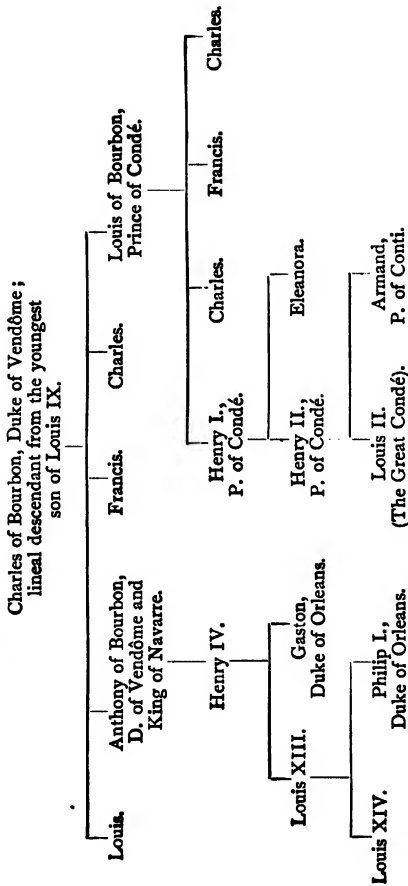 Charles of Bourbon, Duke of Vendôme;
lineal descendant from the youngest
son of Louis IX.
Louis.
Anthony of Bourbon,
D. of Vendôme and
King of Navarre.
Francis.
Charles.
Louis of Bourbon,
Prince of Condé.
Henry IV.
Henry I.,
P. of Condé.
Charles.
Francis.
Charles.
Louis XIII.
Gaston,
Duke of Orleans.
Henry II.,
P. of Condé.
Eleanora.
Louis XIV.
Philip I.,
Duke of Orleans.
Louis II.
(The Great Condé).
Armand,
P. of Conti.